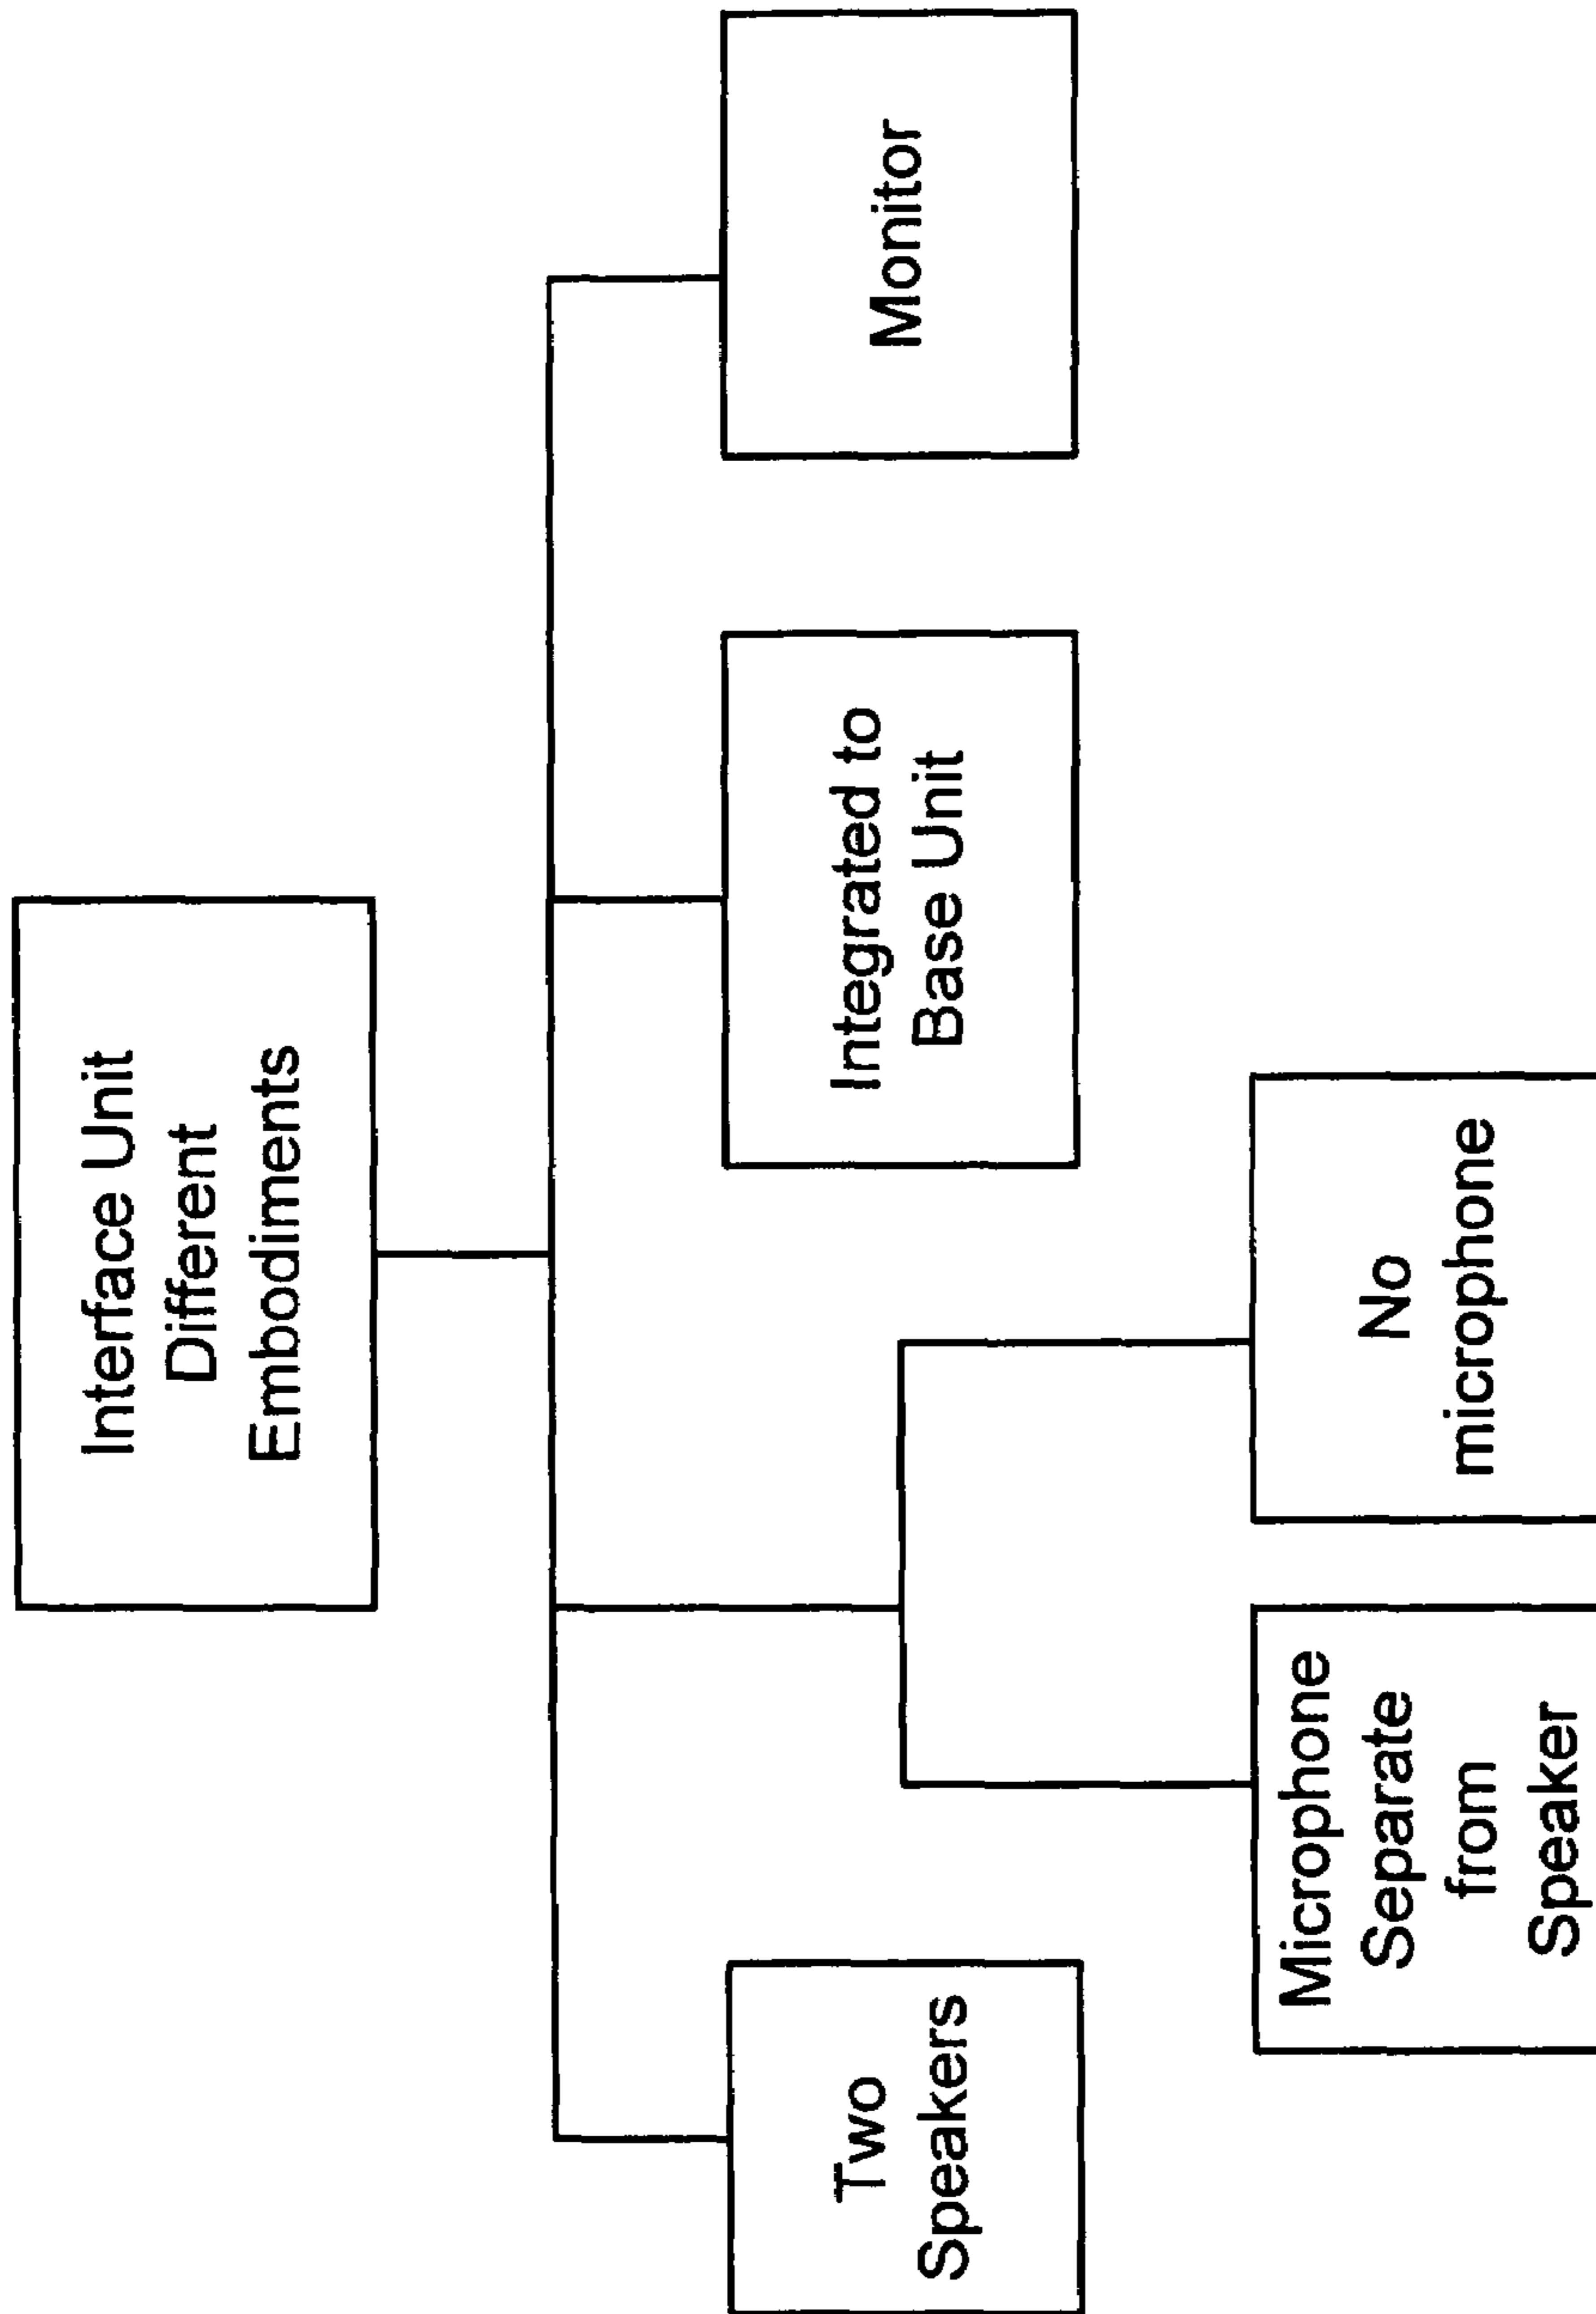 Interface Unit
Different
Embodiments
Two
Speakers
Integrated to
Base Unit
Monitor
Microphone
Separate
from
Speaker
No
microphone